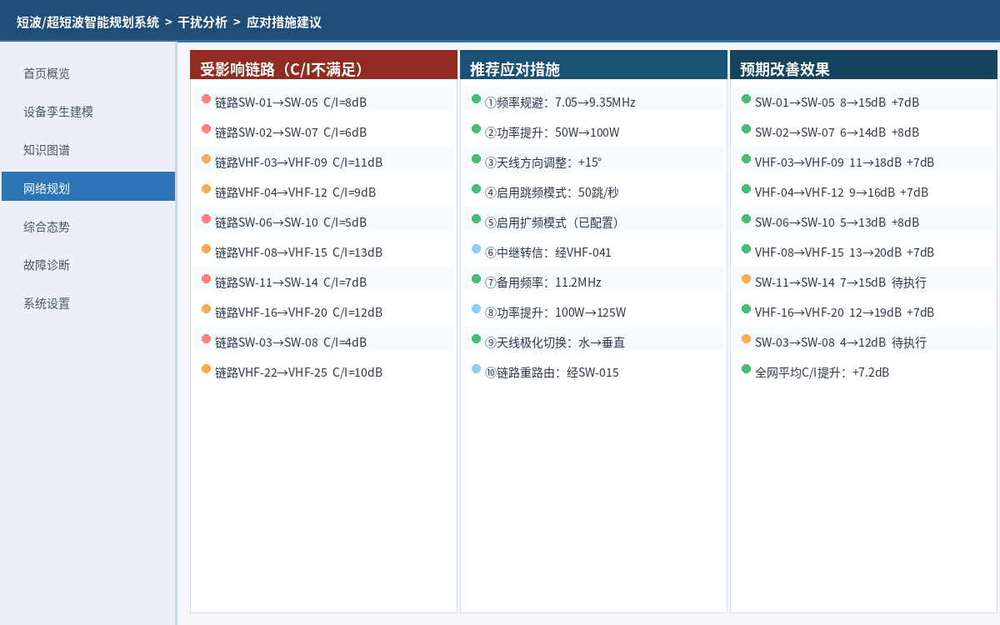 短波/超短波智能规划系统 > 干扰分析 > 应对措施建议
首页概览
设备孪生建模
知识图谱
网络规划
综合态势
故障诊断
系统设置
受影响链路（C/I不满足）
链路SW-01→SW-05 C/I=8dB
链路SW-02→SW-07 C/I=6dB
链路VHF-03→VHF-09 C/I=11dB
链路VHF-04→VHF-12 C/I=9dB
链路SW-06→SW-10 C/I=5dB
链路VHF-08→VHF-15 C/I=13dB
链路SW-11→SW-14 C/I=7dB
链路VHF-16→VHF-20 C/I=12dB
链路SW-03→SW-08 C/I=4dB
链路VHF-22→VHF-25 C/I=10dB
推荐应对措施
①频率规避：7.05→9.35MHz
②功率提升：50W→100W
③天线方向调整：+15°
④启用跳频模式：50跳/秒
⑤启用扩频模式（已配置）
⑥中继转信：经VHF-041
⑦备用频率：11.2MHz
⑧功率提升：100W→125W
⑨天线极化切换：水→垂直
⑩链路重路由：经SW-015
预期改善效果
SW-01→SW-05 8→15dB +7dB
SW-02→SW-07 6→14dB +8dB
VHF-03→VHF-09 11→18dB +7dB
VHF-04→VHF-12 9→16dB +7dB
SW-06→SW-10 5→13dB +8dB
VHF-08→VHF-15 13→20dB +7dB
SW-11→SW-14 7→15dB 待执行
VHF-16→VHF-20 12→19dB +7dB
SW-03→SW-08 4→12dB 待执行
全网平均C/I提升：+7.2dB